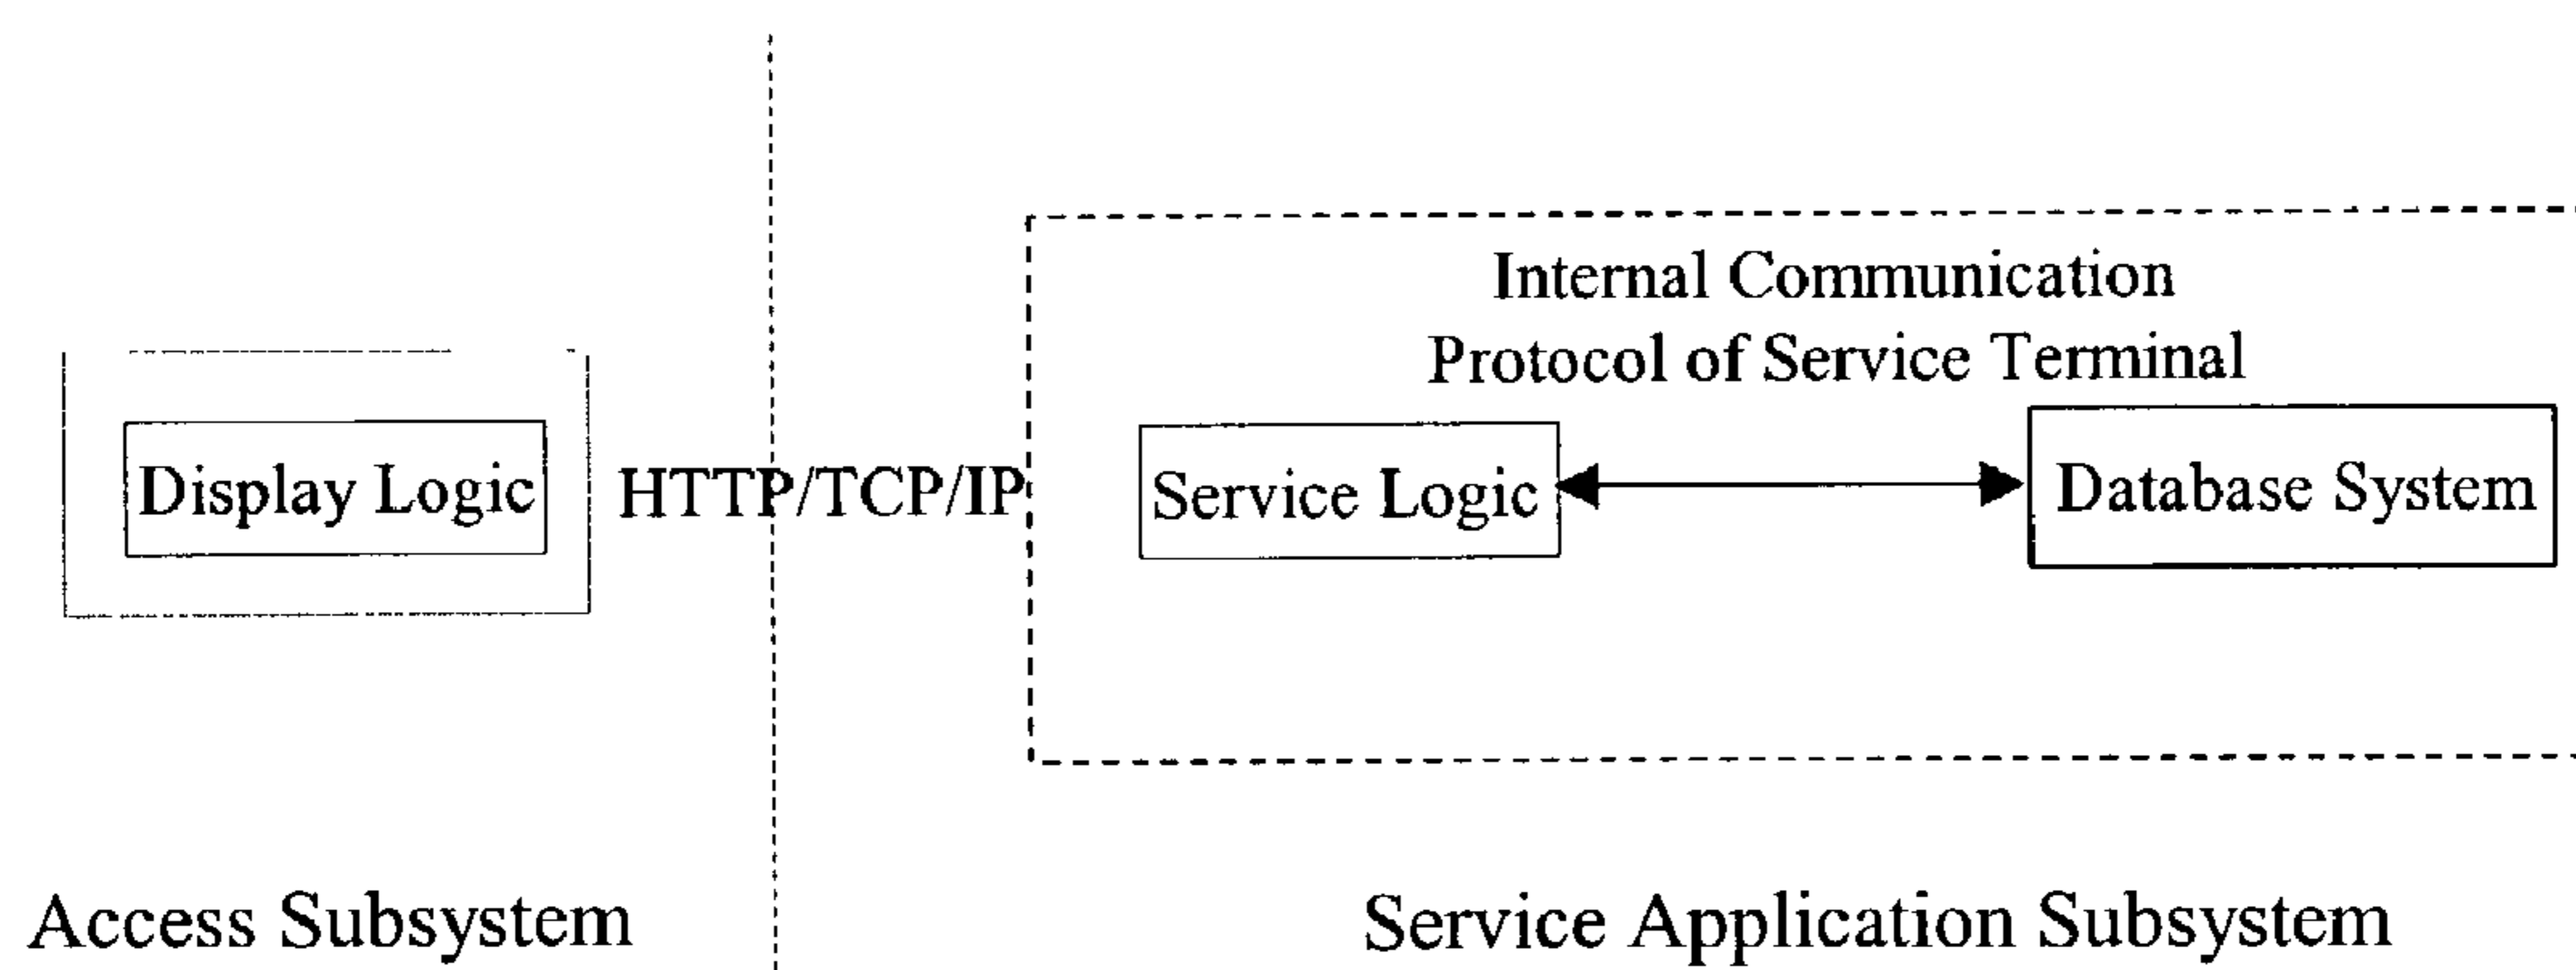 Internal Communication
Protocol of Service Terminal
Display Logic
HTTP/TCP/IP
Service Logic
Database System
Access Subsystem
Service Application Subsystem